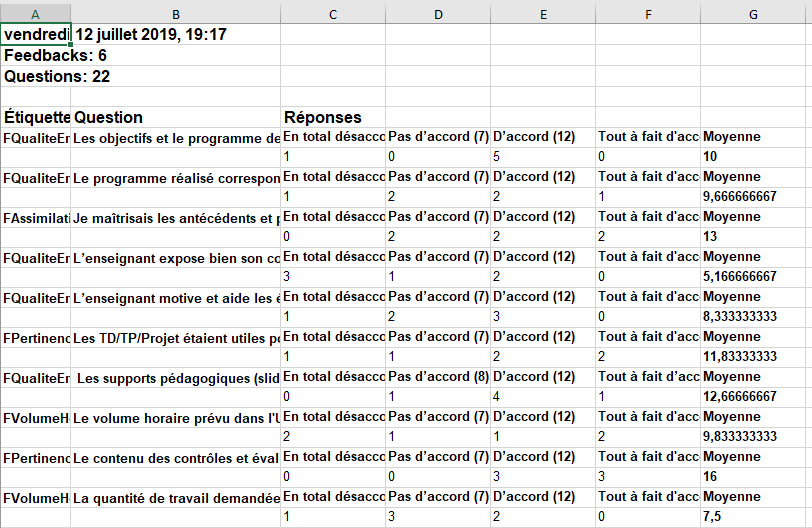 A B C D E F G
vendredi 12 juillet 2019, 19:17
Feedbacks: 6
Questions: 22
Étiquette Question Réponses
FQualiteEn Les objectifs et le programme de En total désacco Pas d’accord (7) D’accord (12) Tout à fait d'acc Moyenne
1 0 5 0 10
FQualiteEn Le programme réalisé correspon En total désacco Pas d’accord (7) D’accord (12) Tout à fait d'acc Moyenne
1 2 2 1 9,666666667
FAssimilati Je maîtrisais les antécédents et p En total désacco Pas d’accord (7) D’accord (12) Tout à fait d'acc Moyenne
0 2 2 2 13
FQualiteEn L’enseignant expose bien son co En total désacco Pas d’accord (7) D’accord (12) Tout à fait d'acc Moyenne
3 1 2 0 5,166666667
FQualiteEn L’enseignant motive et aide les é En total désacco Pas d’accord (7) D’accord (12) Tout à fait d'acc Moyenne
1 2 3 0 8,333333333
FPertinenc Les TD/TP/Projet étaient utiles po En total désacco Pas d’accord (7) D’accord (12) Tout à fait d'acc Moyenne
1 1 2 2 11,83333333
FQualiteEn Les supports pédagogiques (slid En total désacco Pas d’accord (8) D’accord (12) Tout à fait d’acc Moyenne
0 1 4 1 12,66666667
FVolumeHo Le volume horaire prévu dans l'U En total désacco Pas d’accord (7) D’accord (12) Tout à fait d'acc Moyenne
2 1 1 2 9,833333333
FPertinenc Le contenu des contrôles et éval En total désacco Pas d’accord (7) D’accord (12) Tout à fait d'acc Moyenne
0 0 3 3 16
FVolumeHo La quantité de travail demandée En total désacco Pas d’accord (7) D’accord (12) Tout à fait d'acc Moyenne
1 3 2 0 7,5